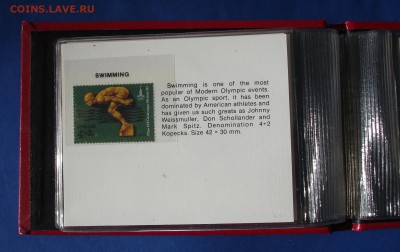 COINS.ЛАВЕ.RU
SWIMMING
Swimming is one of the most
popular of Modern Olympic events.
As an Olympic sport, it has been
dominated by American athletes and
has given us such greats as Johnny
Weissmuller, Don Schollander and
Mark Spitz. Denomination 4+2
Kopecks. Size 42 × 30 mm.